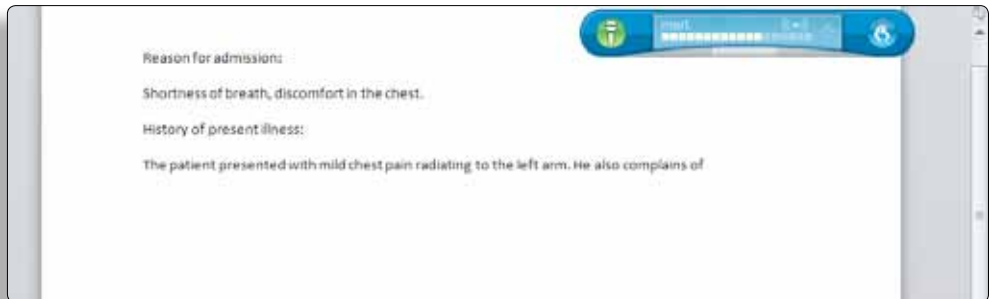 Reason for admission:
Shortness of breath, discomfort in the chest.
History of present illness:
The patient presented with mild chest pain radiating to the left arm. He also complains of